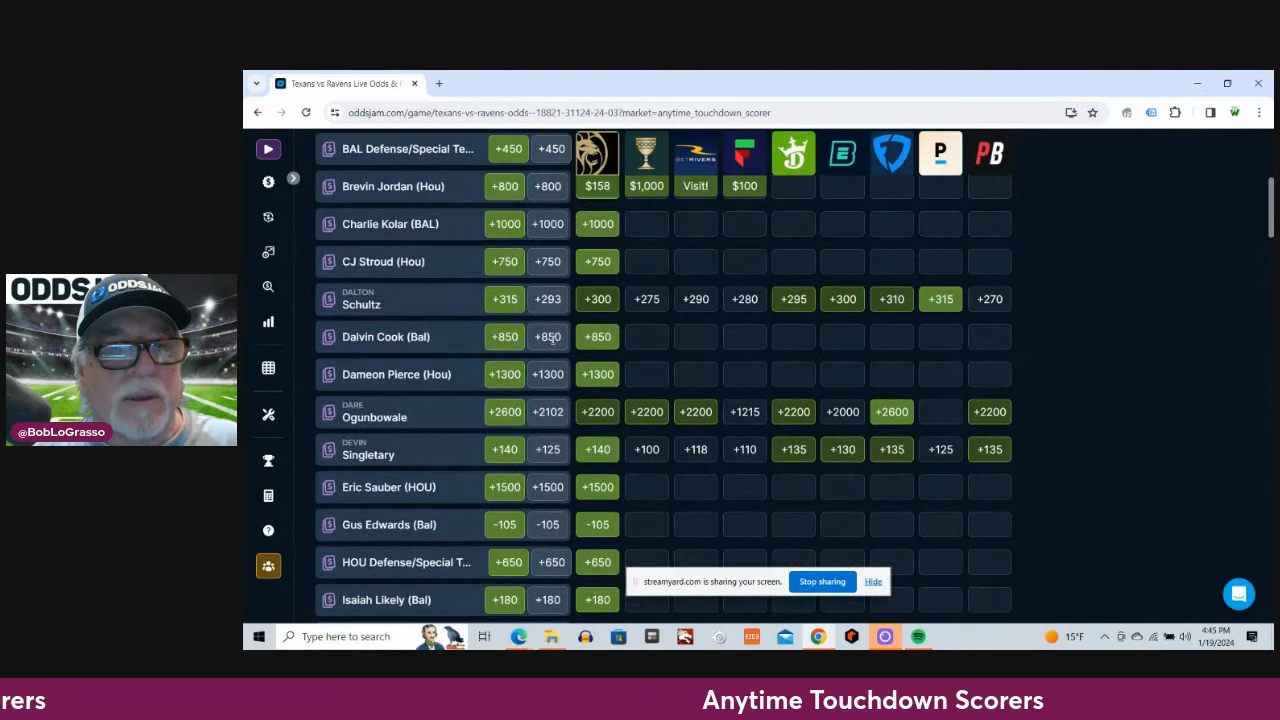 Texans vs Ravens Live Odds & 
oddsjam.com/game/texans-vs-ravens-odds--18821-31124-24-03?market=anytime_touchdown_scorer
BAL Defense/Special Te... +450 +450
BETRIVERS
P
PB
Brevin Jordan (Hou) +800 +800 $158 $1,000 Visit! $100
Charlie Kolar (BAL) +1000 +1000 +1000
CJ Stroud (Hou) +750 +750 +750
DALTON
Schultz +315 +293 +300 +275 +290 +280 +295 +300 +310 +315 +270
Dalvin Cook (Bal) +850 +850 +850
Dameon Pierce (Hou) +1300 +1300 +1300
DARE
Ogunbowale +2600 +2102 +2200 +2200 +2200 +1215 +2200 +2000 +2600 +2200
DEVIN
Singletary +140 +125 +140 +100 +118 +110 +135 +130 +135 +125 +135
Eric Sauber (HOU) +1500 +1500 +1500
Gus Edwards (Bal) -105 -105 -105
HOU Defense/Special T... +650 +650 +650
streamyard.com is sharing your screen. Stop sharing Hide
Isaiah Likely (Bal) +180 +180 +180
ODDSJ
ODDSJAM
@BobLoGrasso
Type here to search
15°F
4:45 PM
1/19/2024
rers
Anytime Touchdown Scorers